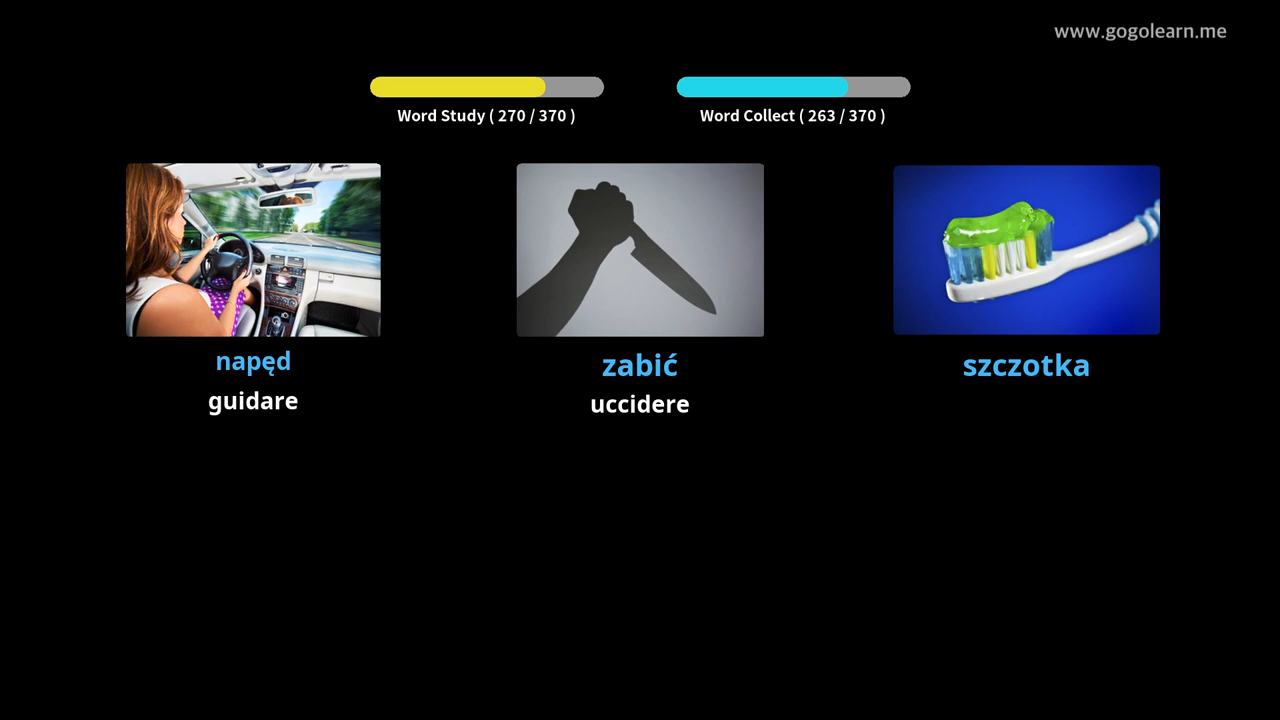 www.gogolearn.me
Word Study ( 270 / 370 )
Word Collect ( 263 / 370 )
napęd
zabić
szczotka
guidare
uccidere